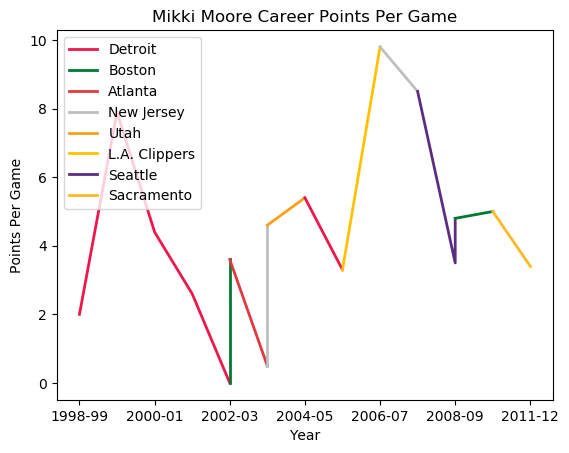 Mikki Moore Career Points Per Game
Detroit
Boston
Atlanta
New Jersey
Utah
L.A. Clippers
Seattle
Sacramento
Points Per Game
10
8
6
4
2
0
1998-99 2000-01 2002-03 2004-05 2006-07 2008-09 2011-12
Year